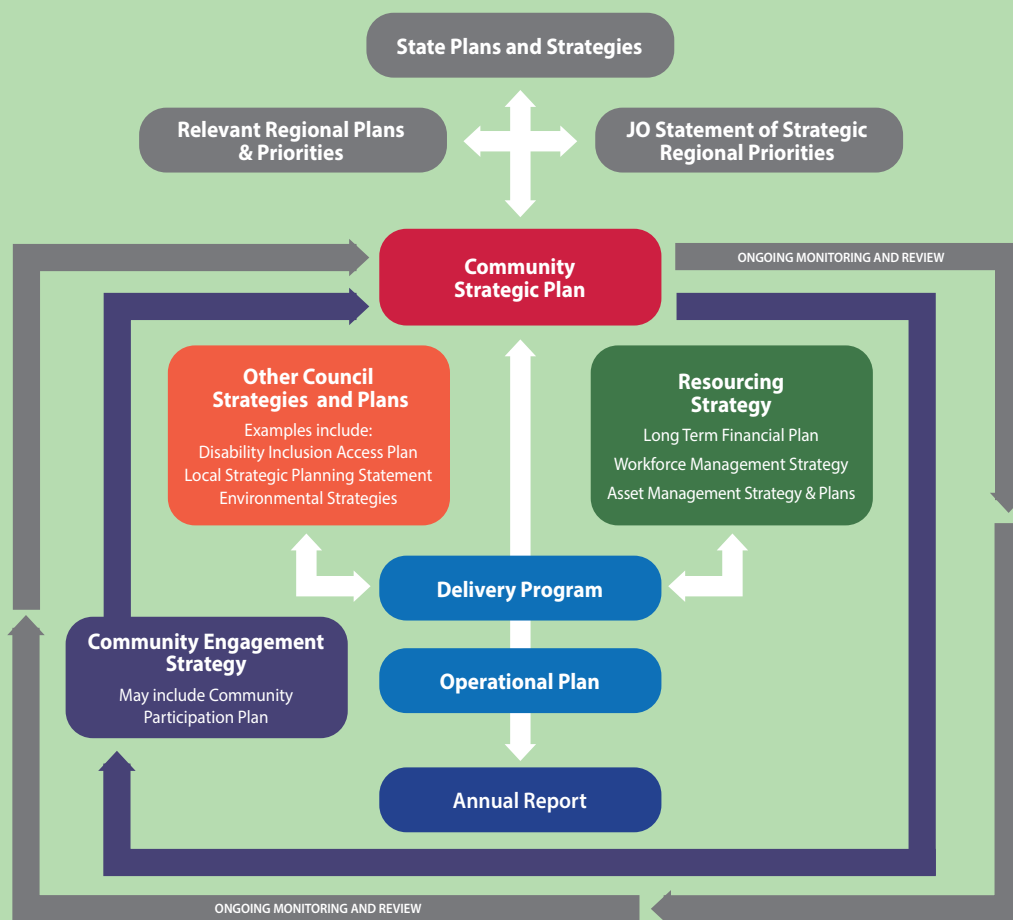 State Plans and Strategies
Relevant Regional Plans
& Priorities
JO Statement of Strategic
Regional Priorities
Community
Strategic Plan
ONGOING MONITORING AND REVIEW
Other Council
Strategies and Plans
Examples include:
Disability Inclusion Access Plan
Local Strategic Planning Statement
Environmental Strategies
Resourcing
Strategy
Long Term Financial Plan
Workforce Management Strategy
Asset Management Strategy & Plans
Delivery Program
Community Engagement
Strategy
May include Community
Participation Plan
Operational Plan
Annual Report
ONGOING MONITORING AND REVIEW